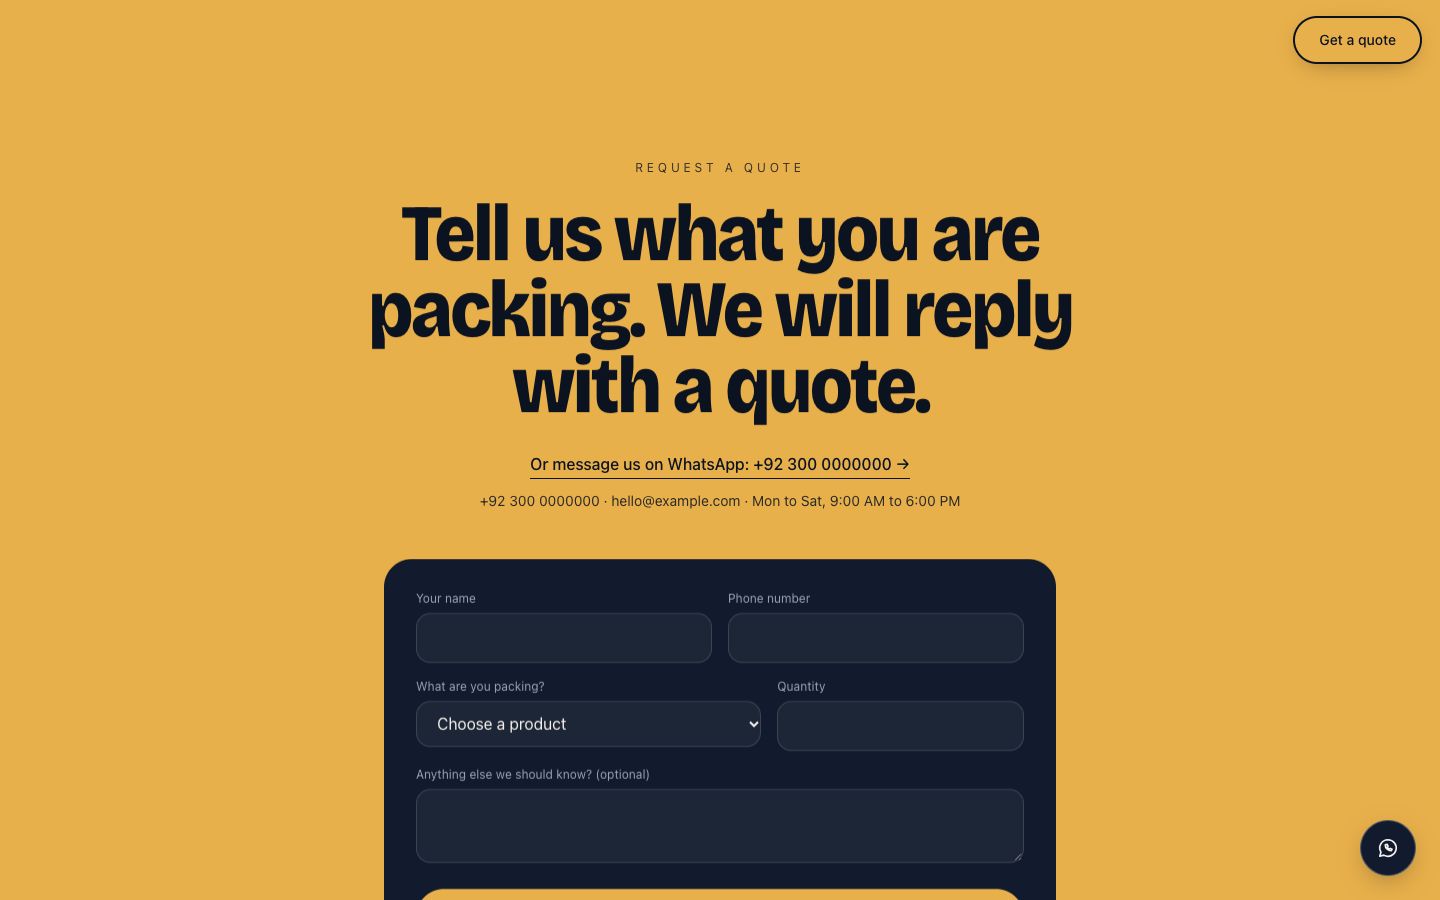 Get a quote
REQUEST A QUOTE
Tell us what you are
packing. We will reply
with a quote.
Or message us on WhatsApp: +92 300 0000000 →
+92 300 0000000 · hello@example.com · Mon to Sat, 9:00 AM to 6:00 PM
Your name
Phone number
What are you packing?
Quantity
Choose a product
Anything else we should know? (optional)